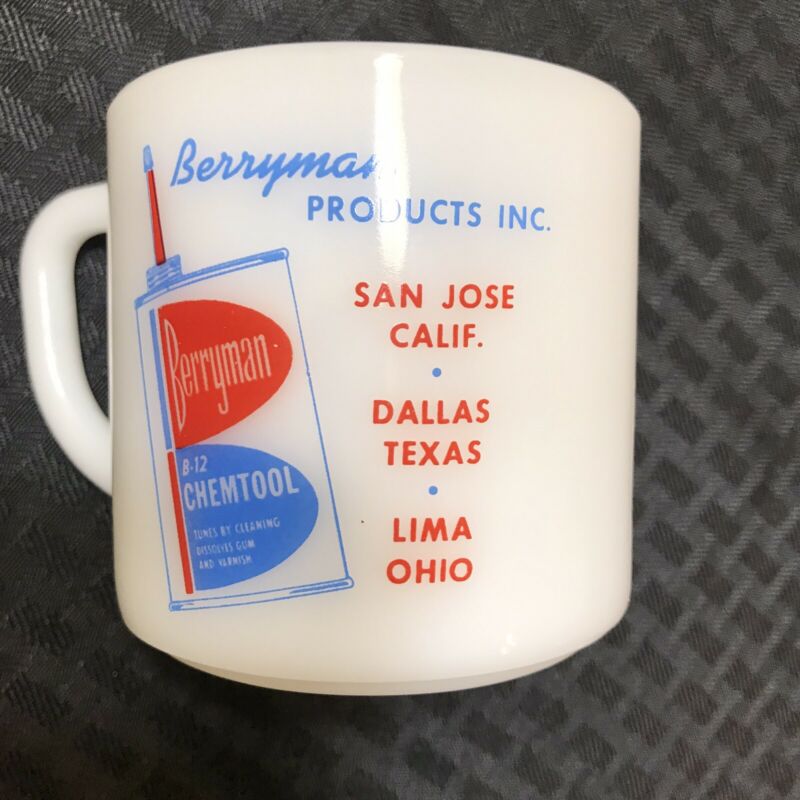 Berryman
PRODUCTS INC.
SAN JOSE
CALIF.
•
DALLAS
TEXAS
•
LIMA
OHIO
Berryman
B-12
CHEMTOOL
TUNES BY CLEANING
DISSOLVES GUM
AND VARNISH